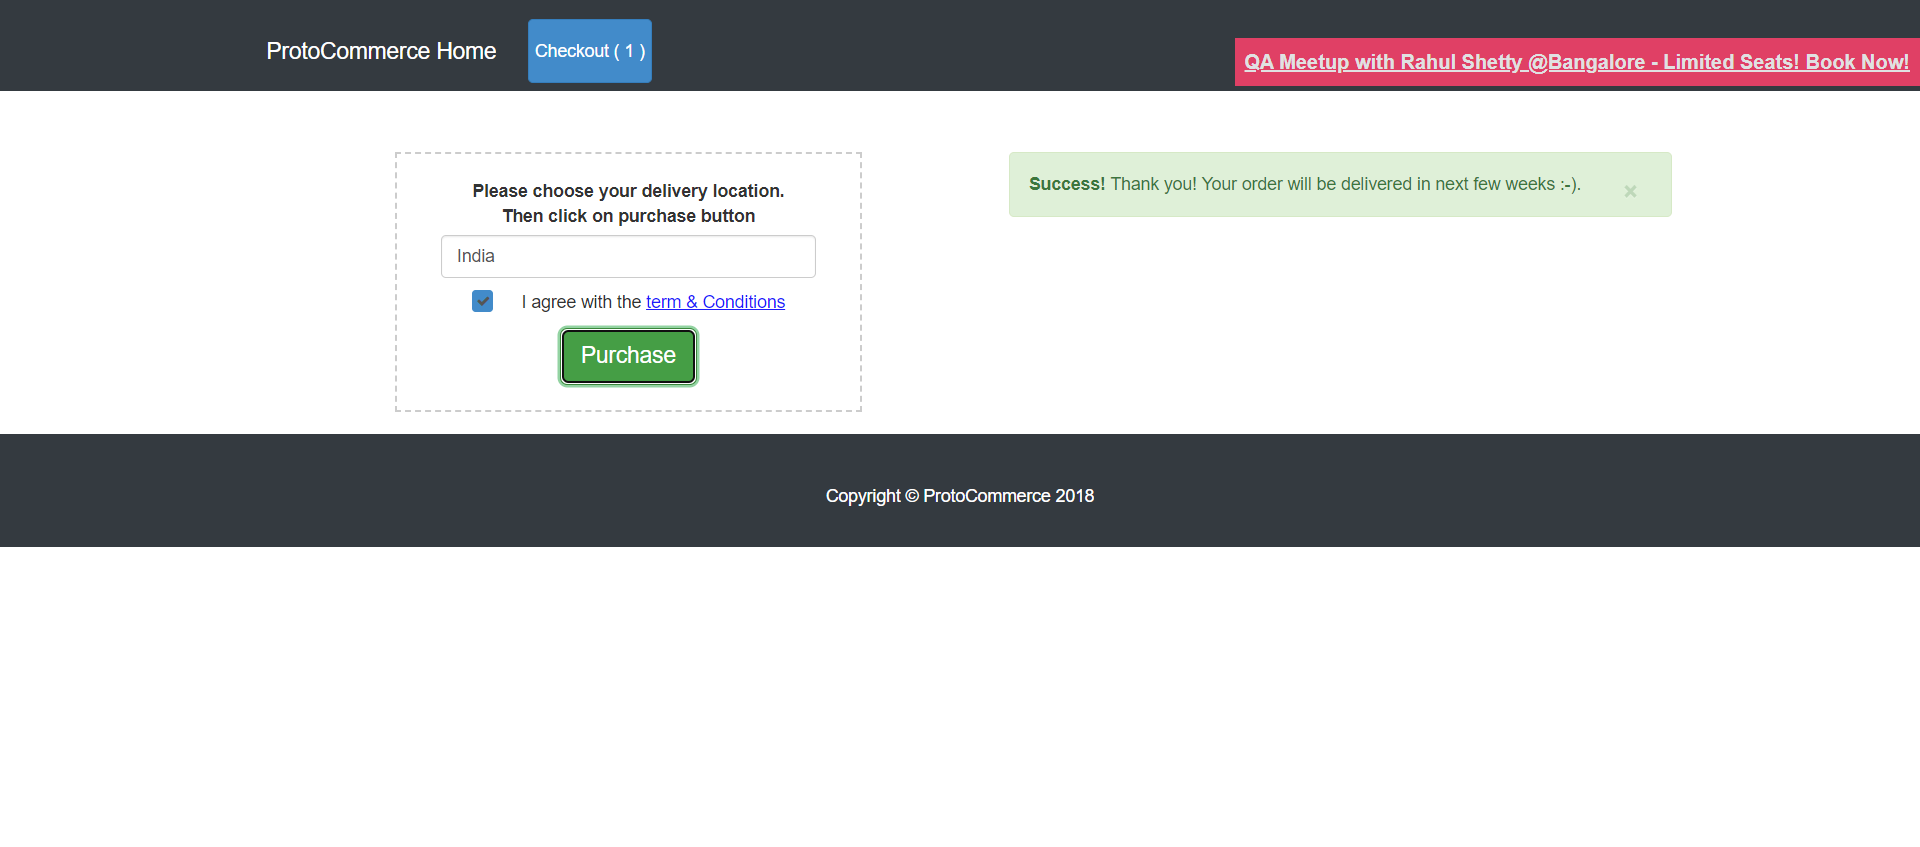 ProtoCommerce Home
Checkout ( 1 )
QA Meetup with Rahul Shetty @Bangalore - Limited Seats! Book Now!
Please choose your delivery location.
Then click on purchase button
India
I agree with the term & Conditions
Purchase
Success! Thank you! Your order will be delivered in next few weeks :-).
×
Copyright © ProtoCommerce 2018